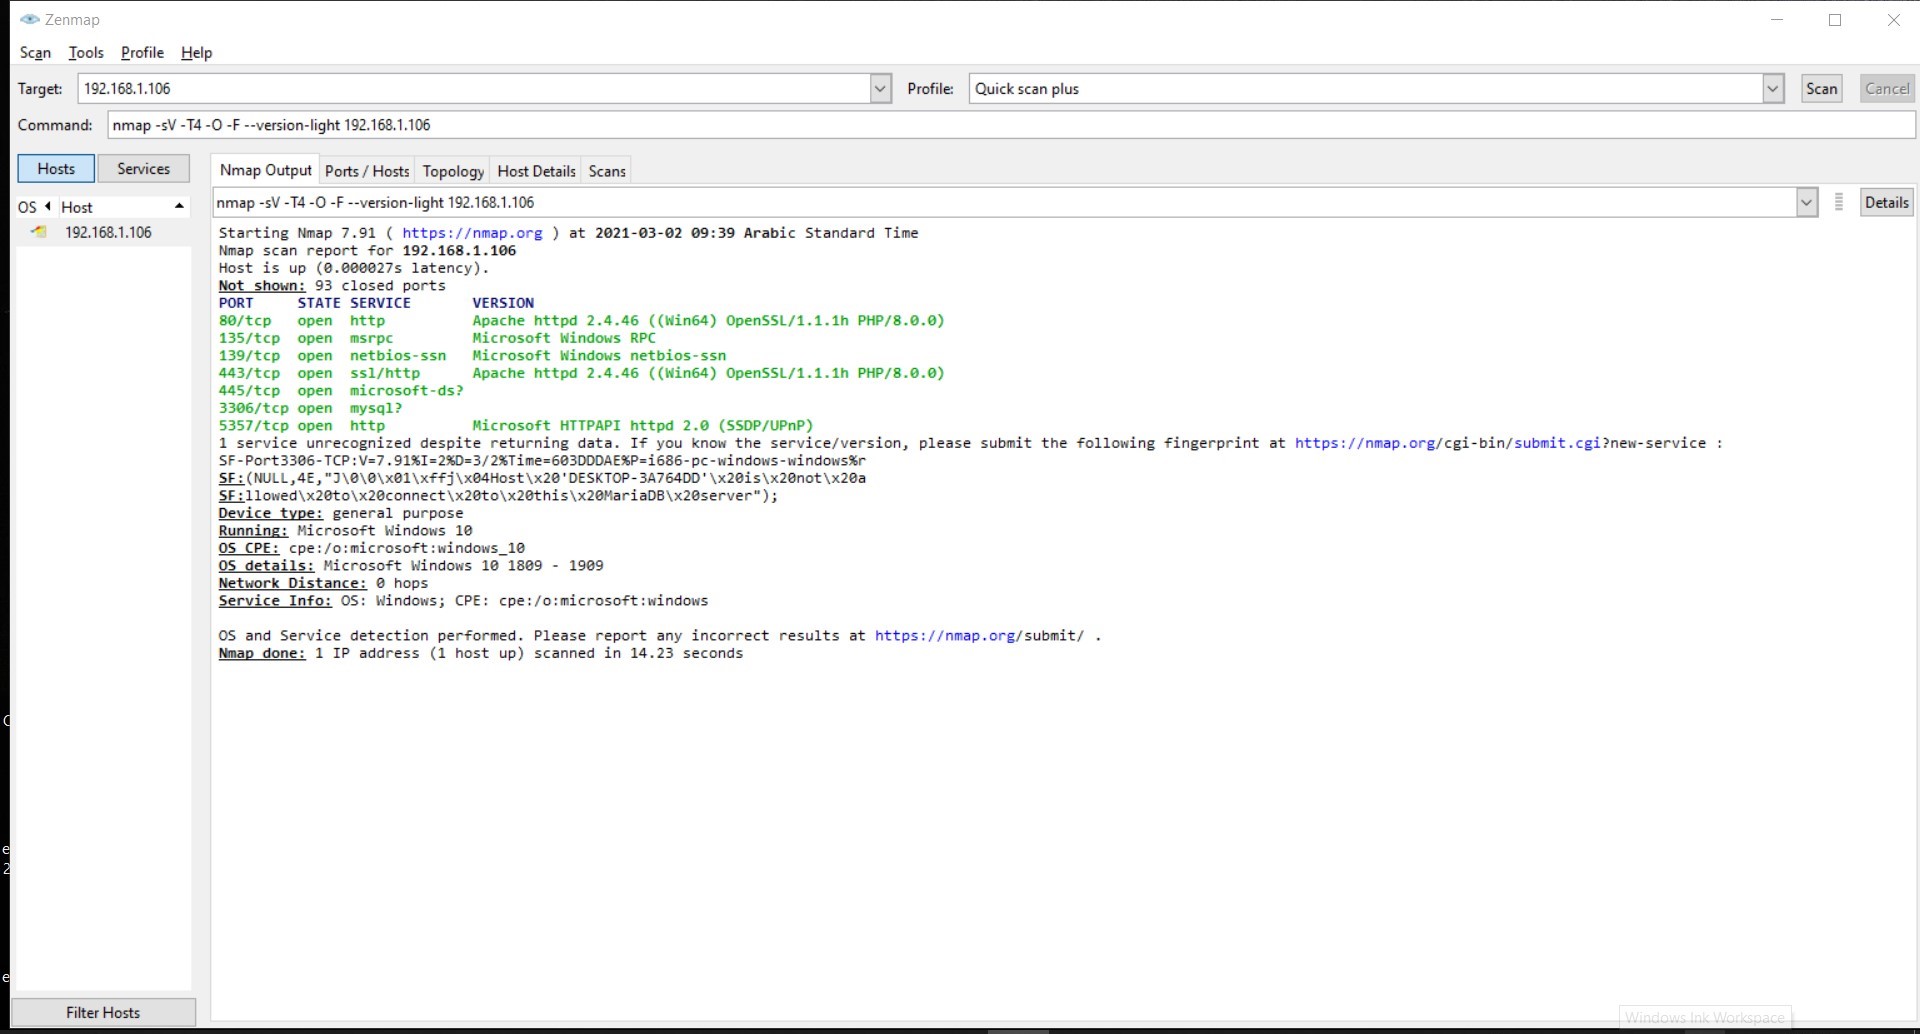 Zenmap
Scan Tools Profile Help
Target: 192.168.1.106 Profile: Quick scan plus Scan Cancel
Command: nmap -sV -T4 -O -F --version-light 192.168.1.106
Hosts Services
Nmap Output Ports / Hosts Topology Host Details Scans
OS Host
192.168.1.106
nmap -sV -T4 -O -F --version-light 192.168.1.106 Details
Starting Nmap 7.91 ( https://nmap.org ) at 2021-03-02 09:39 Arabic Standard Time
Nmap scan report for 192.168.1.106
Host is up (0.000027s latency).
Not shown: 93 closed ports
PORT STATE SERVICE VERSION
80/tcp open http Apache httpd 2.4.46 ((Win64) OpenSSL/1.1.1h PHP/8.0.0)
135/tcp open msrpc Microsoft Windows RPC
139/tcp open netbios-ssn Microsoft Windows netbios-ssn
443/tcp open ssl/http Apache httpd 2.4.46 ((Win64) OpenSSL/1.1.1h PHP/8.0.0)
445/tcp open microsoft-ds?
3306/tcp open mysql?
5357/tcp open http Microsoft HTTPAPI httpd 2.0 (SSDP/UPnP)
1 service unrecognized despite returning data. If you know the service/version, please submit the following fingerprint at https://nmap.org/cgi-bin/submit.cgi?new-service :
SF-Port3306-TCP:V=7.91%I=2%D=3/2%Time=603DDDAE%P=i686-pc-windows-windows%r
SF:(NULL,4E,"J\0\0\x01\xffj\x04Host\x20'DESKTOP-3A764DD'\x20is\x20not\x20a
SF:llowed\x20to\x20connect\x20to\x20this\x20MariaDB\x20server");
Device type: general purpose
Running: Microsoft Windows 10
OS CPE: cpe:/o:microsoft:windows_10
OS details: Microsoft Windows 10 1809 - 1909
Network Distance: 0 hops
Service Info: OS: Windows; CPE: cpe:/o:microsoft:windows
OS and Service detection performed. Please report any incorrect results at https://nmap.org/submit/ .
Nmap done: 1 IP address (1 host up) scanned in 14.23 seconds
Filter Hosts
Windows Ink Workspace